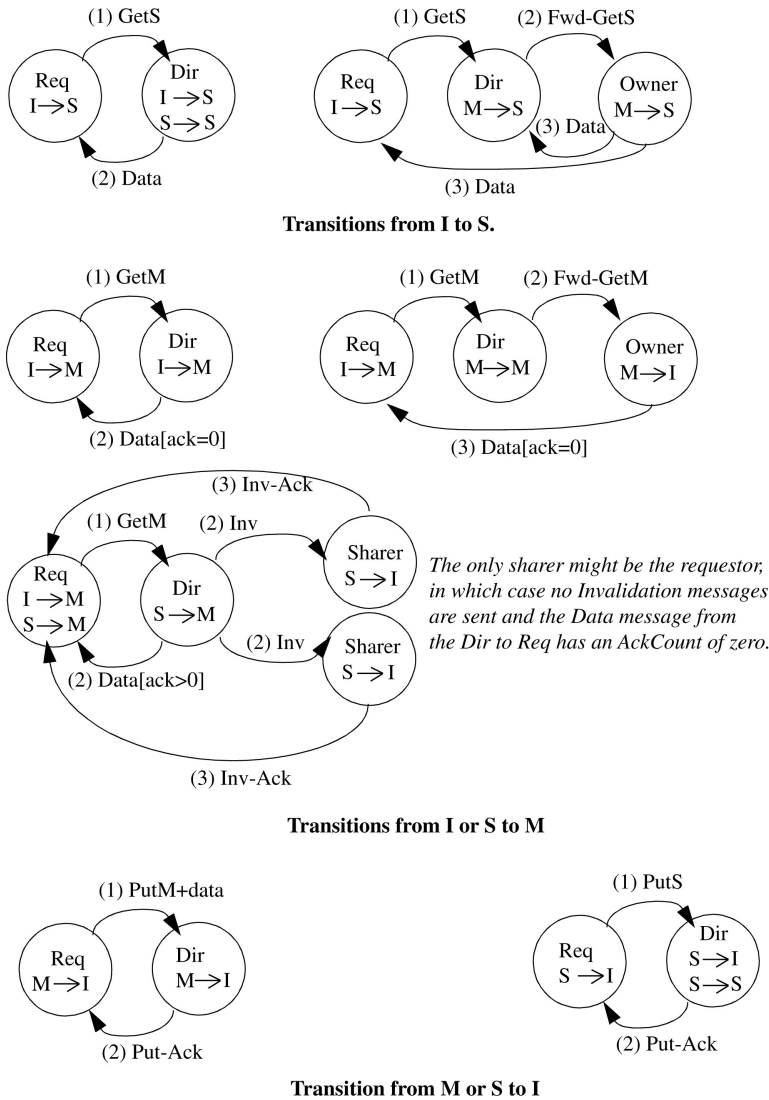 (1) GetS
Req
I→S
Dir
I→S
S→S
(2) Data
(1) GetS
(2) Fwd-GetS
Req
I→S
Dir
M→S
Owner
M→S
(3) Data
(3) Data
Transitions from I to S.
(1) GetM
Req
I→M
Dir
I→M
(2) Data[ack=0]
(1) GetM
(2) Fwd-GetM
Req
I→M
Dir
M→M
Owner
M→I
(3) Data[ack=0]
(3) Inv-Ack
(1) GetM
(2) Inv
Req
I→M
S→M
Dir
S→M
Sharer
S→I
(2) Inv
Sharer
S→I
(2) Data[ack>0]
(3) Inv-Ack
The only sharer might be the requestor,
in which case no Invalidation messages
are sent and the Data message from
the Dir to Req has an AckCount of zero.
Transitions from I or S to M
(1) PutM+data
Req
M→I
Dir
M→I
(2) Put-Ack
(1) PutS
Req
S→I
Dir
S→I
S→S
(2) Put-Ack
Transition from M or S to I